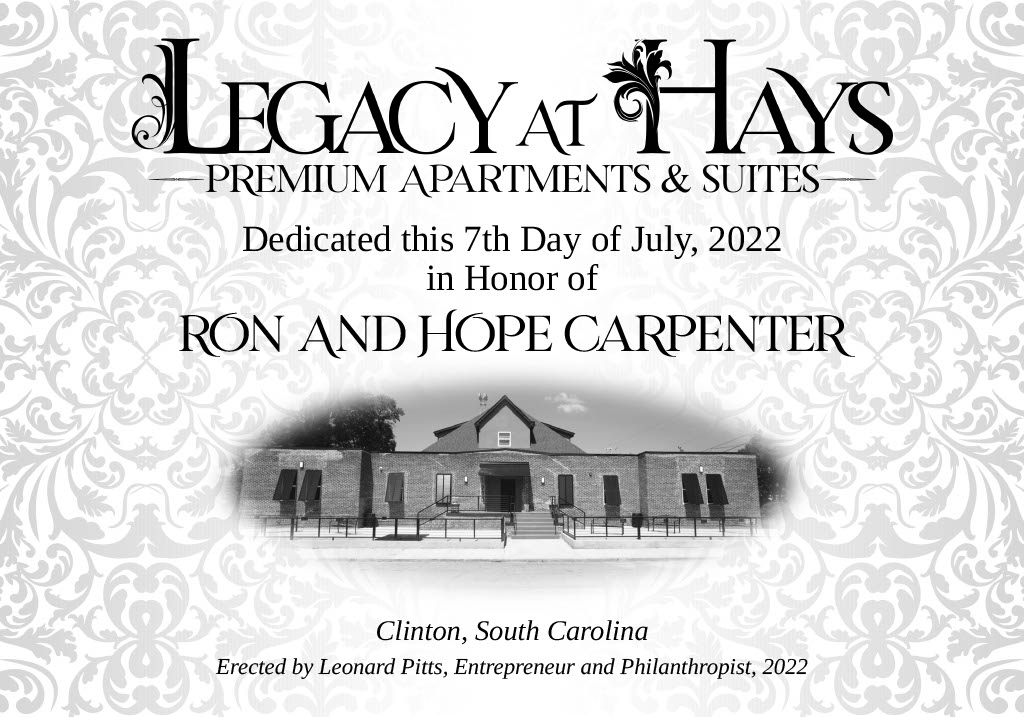 LEGACY AT HAYS
PREMIUM APARTMENTS & SUITES
Dedicated this 7th Day of July, 2022
in Honor of
RON AND HOPE CARPENTER
Clinton, South Carolina
Erected by Leonard Pitts, Entrepreneur and Philanthropist, 2022